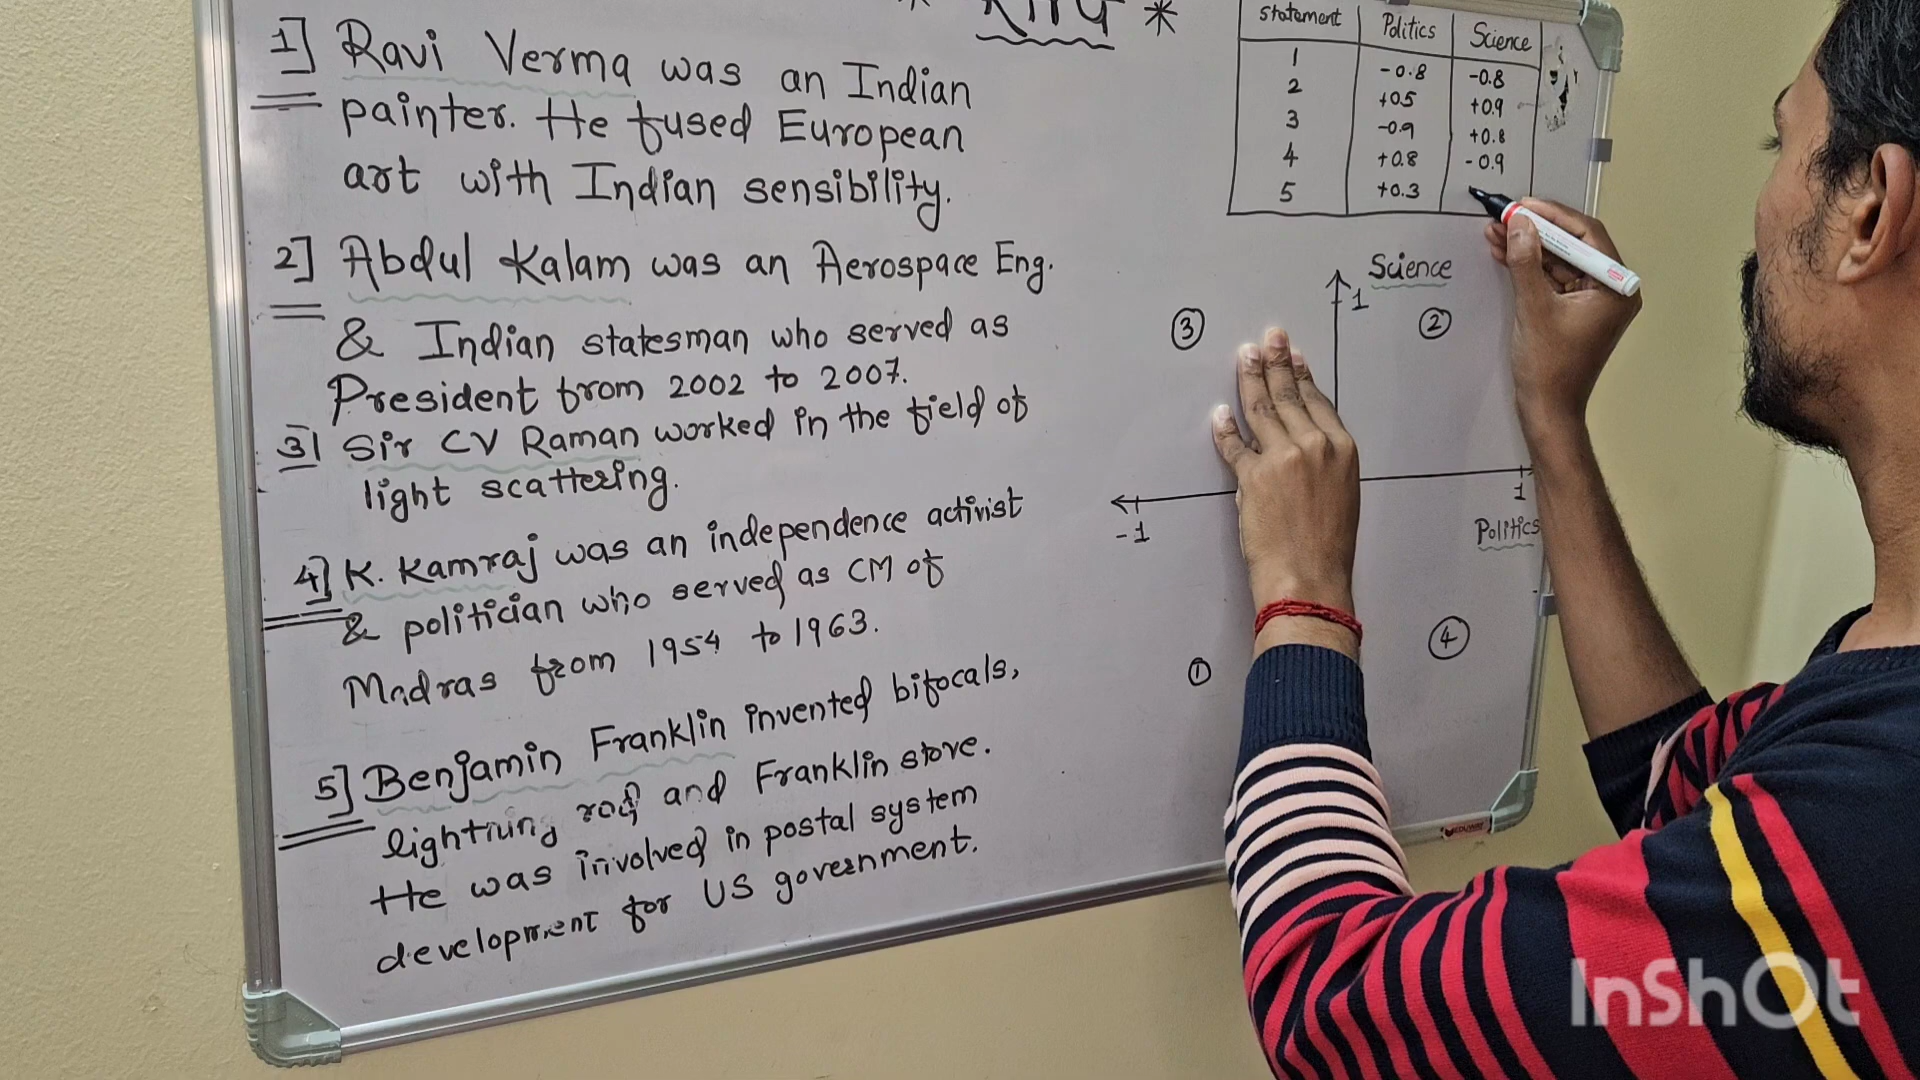 1] Ravi Verma was an Indian
painter. He fused European
art with Indian sensibility.
2] Abdul Kalam was an Aerospace Eng.
& Indian statesman who served as
President from 2002 to 2007.
3] Sir CV Raman worked in the field of
light scattering.
4] K. Kamraj was an independence activist
& politician who served as CM of
Madras from 1954 to 1963.
5] Benjamin Franklin invented bifocals,
lightning rod and Franklin stove.
He was involved in postal system
development for US government.
Statement Politics Science
1 -0.8 -0.8
2 +0.5 +0.9
3 -0.9 +0.8
4 +0.8 -0.9
5 +0.3
Science
1
3 2
-1 1
Politics
1 4
EDUWAY
InShOt